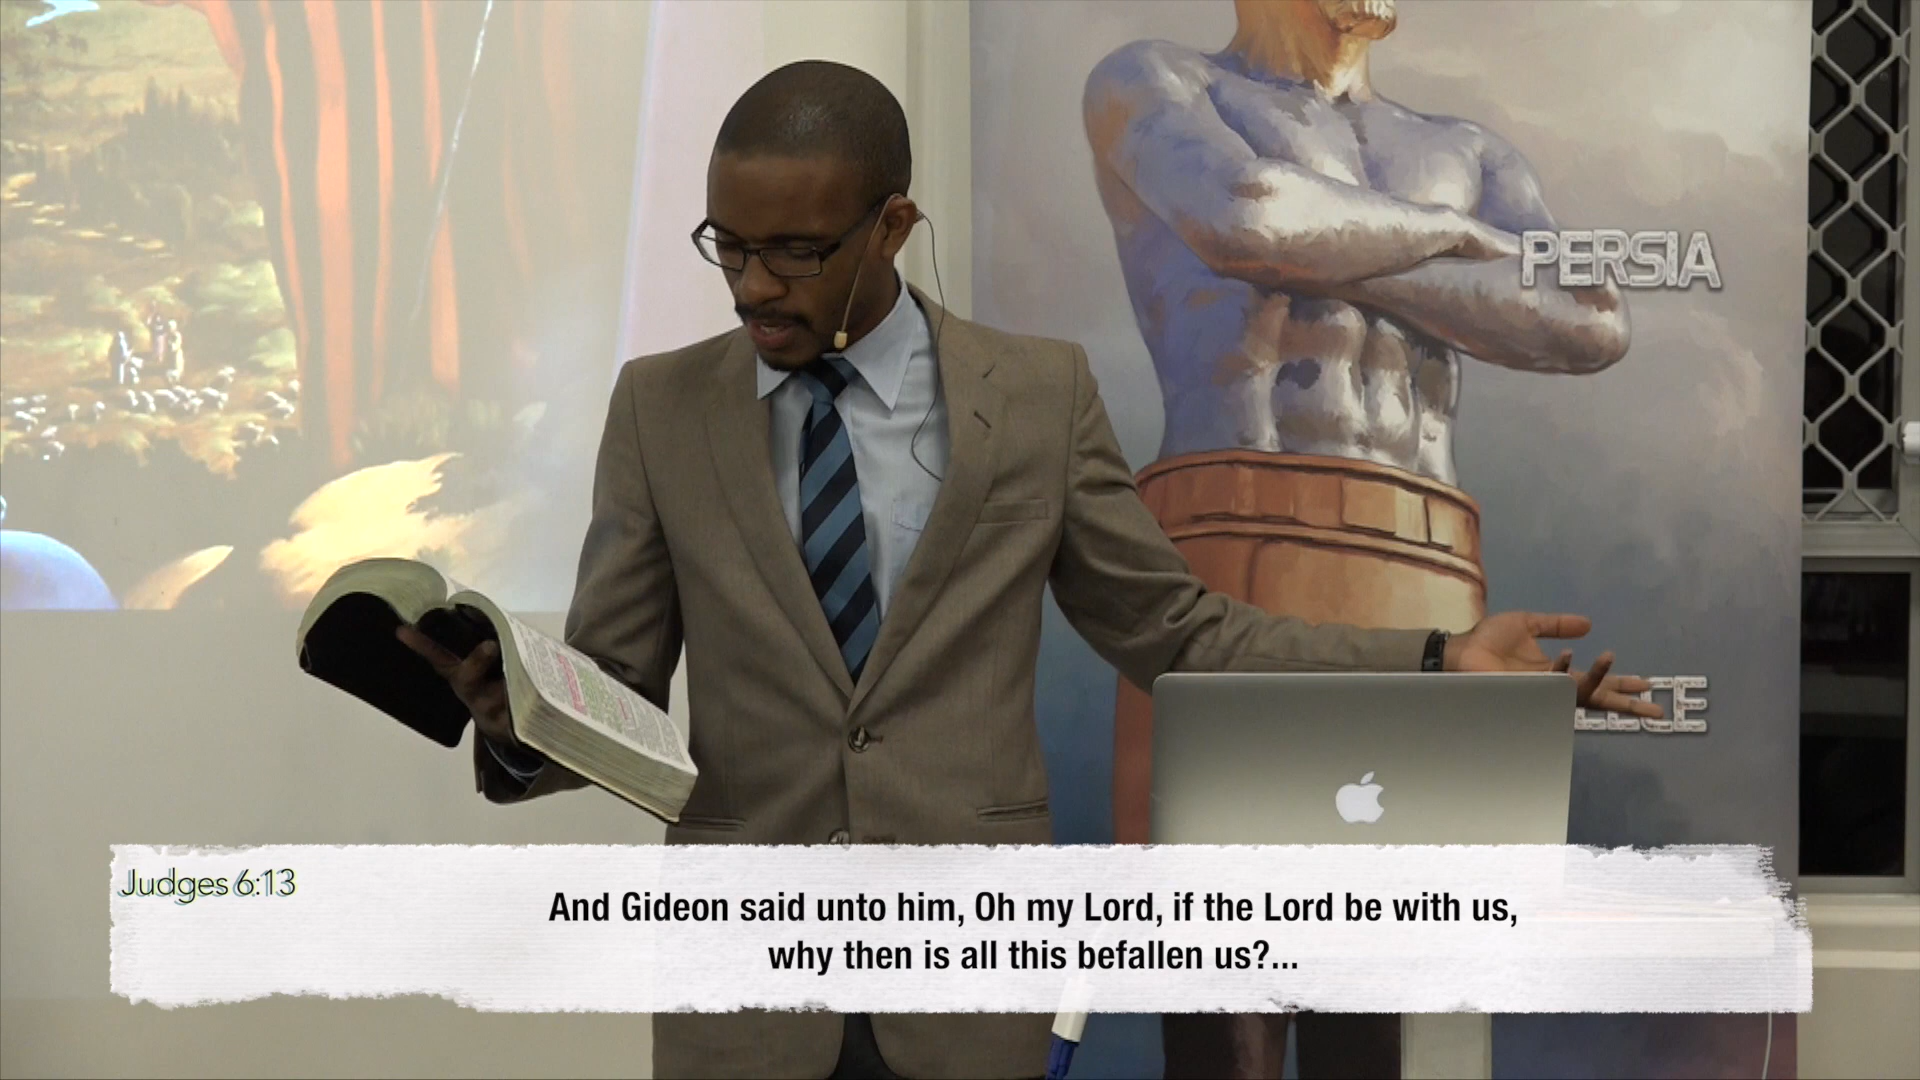 PERSIA
Judges 6:13
And Gideon said unto him, Oh my Lord, if the Lord be with us,
why then is all this befallen us?...